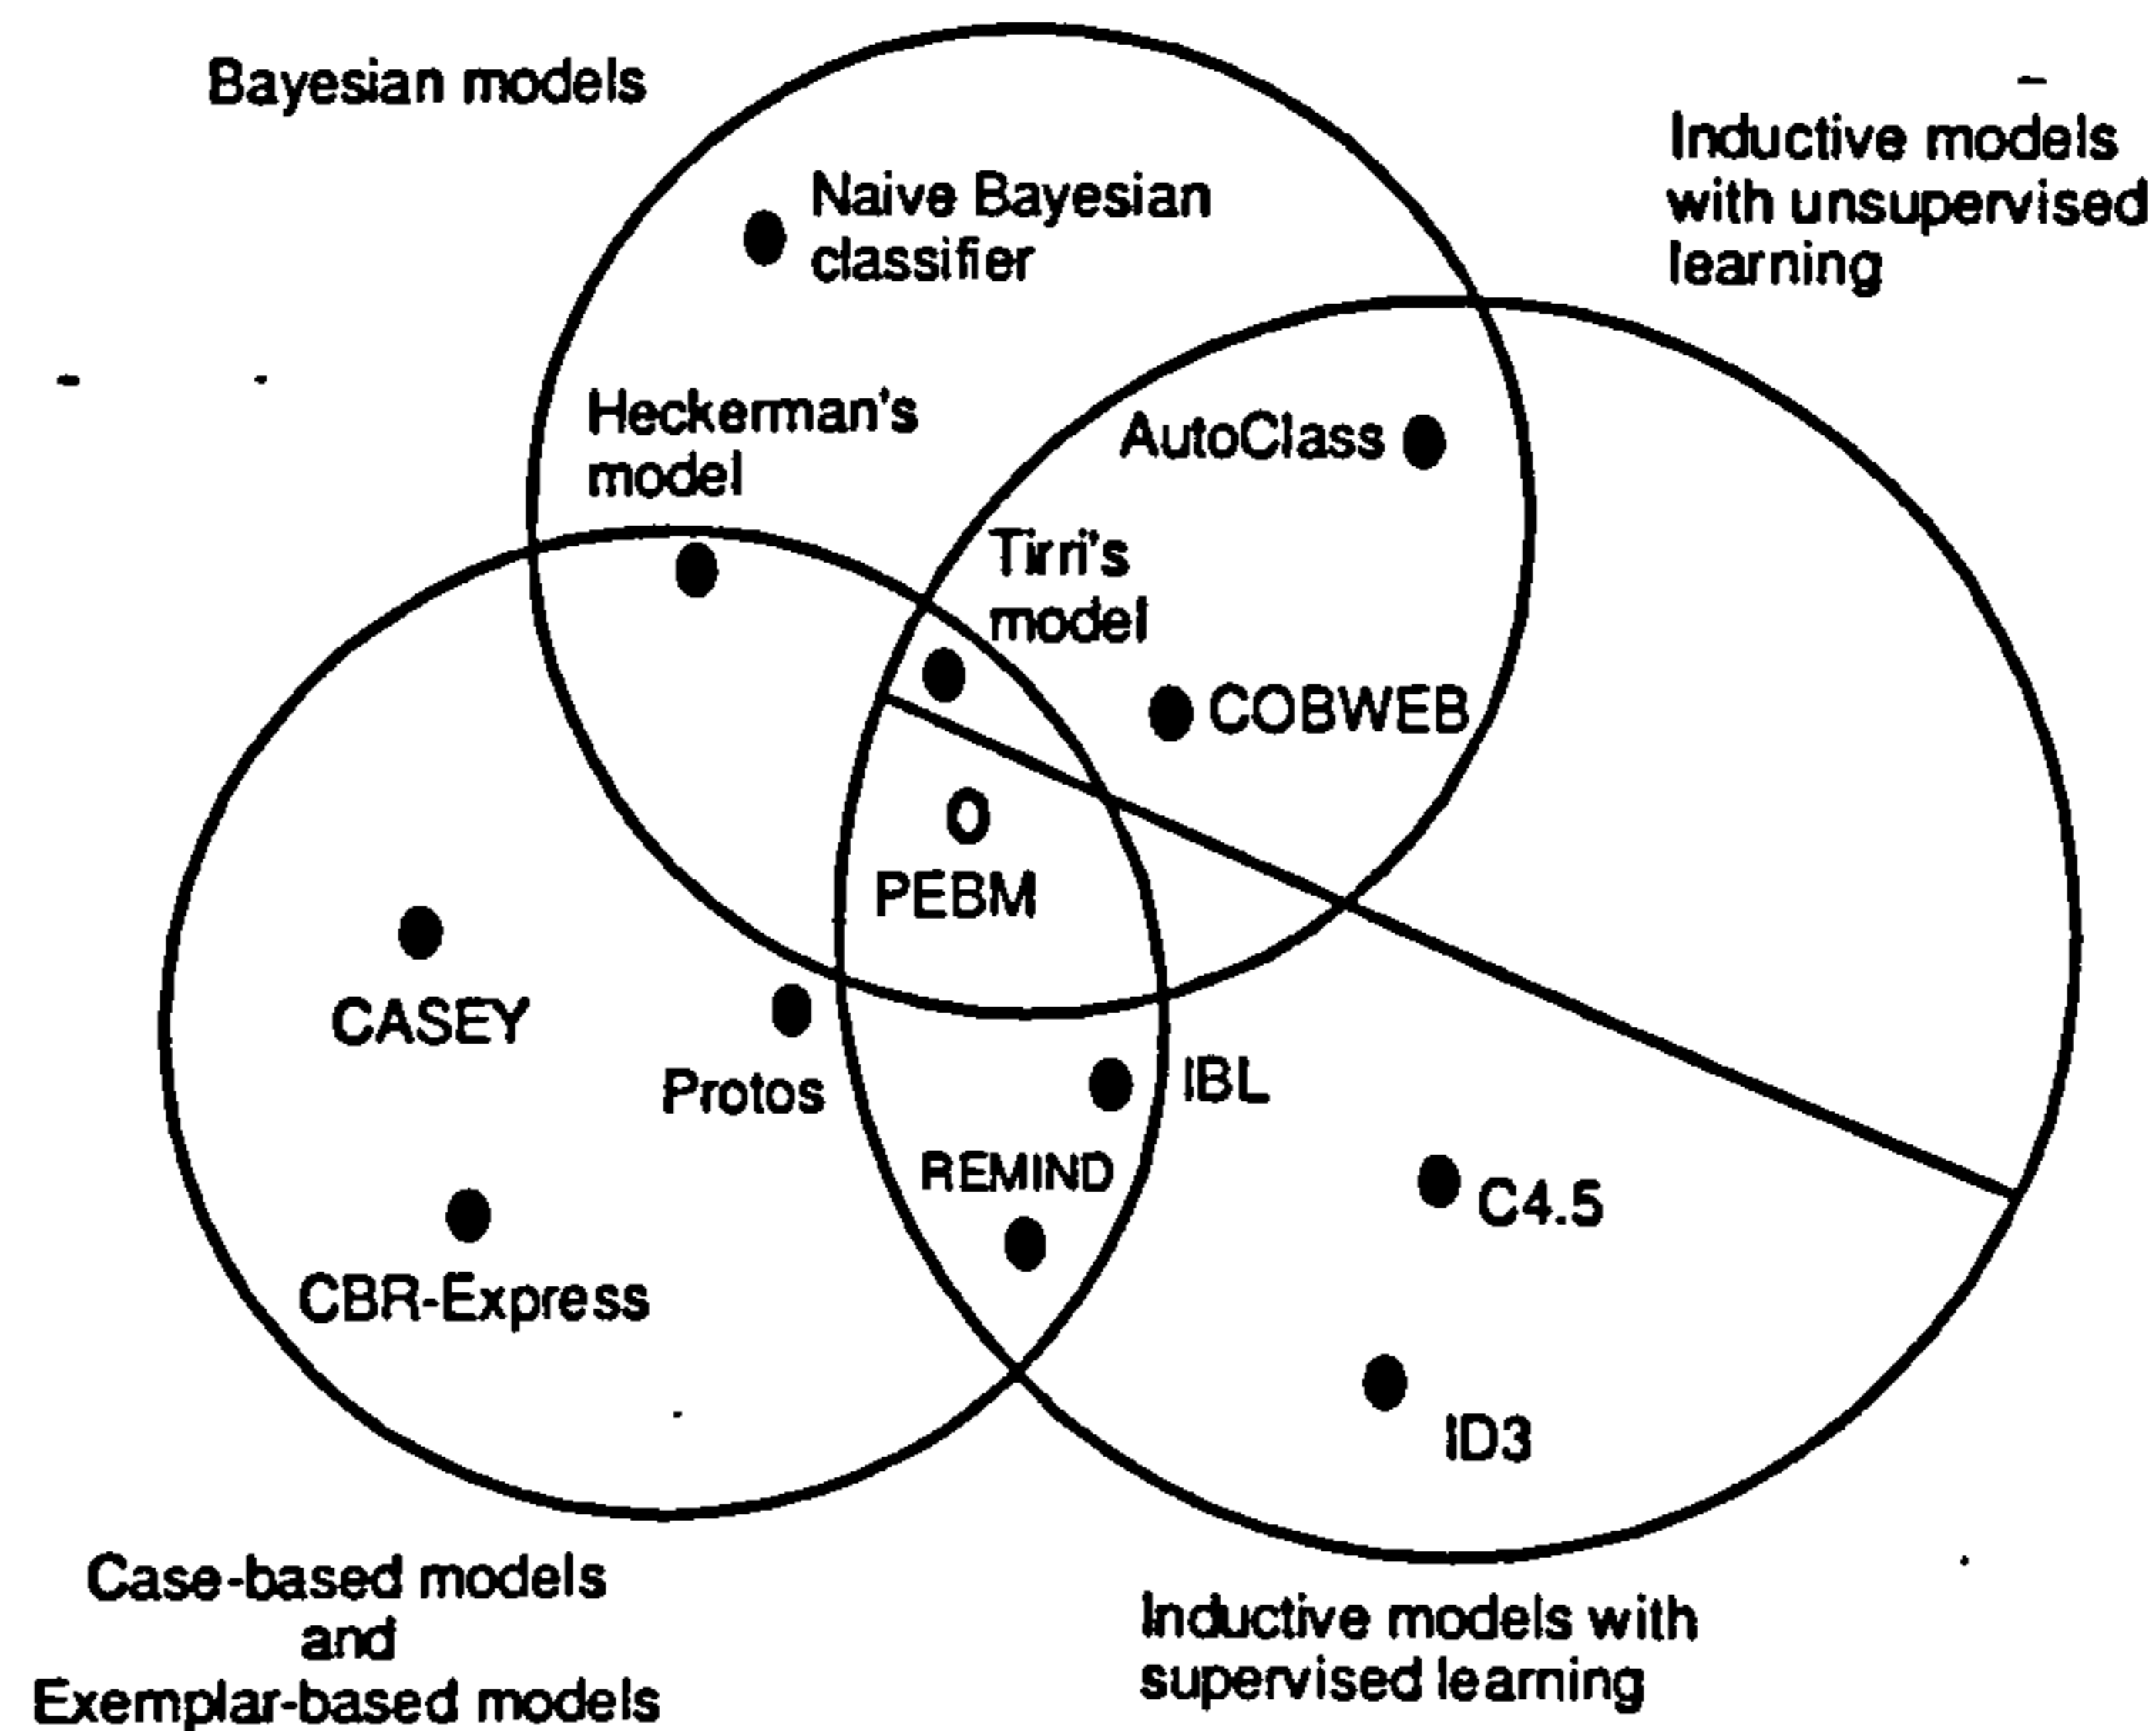 Bayesian models
Inductive models
with unsupervised
learning
Naive Bayesian
classifier
Heckerman's
model
AutoClass
Tirri's
model
COBWEB
PEBM
CASEY
Protos
IBL
REMIND
C4.5
CBR-Express
ID3
Case-based models
and
Exemplar-based models
Inductive models with
supervised learning